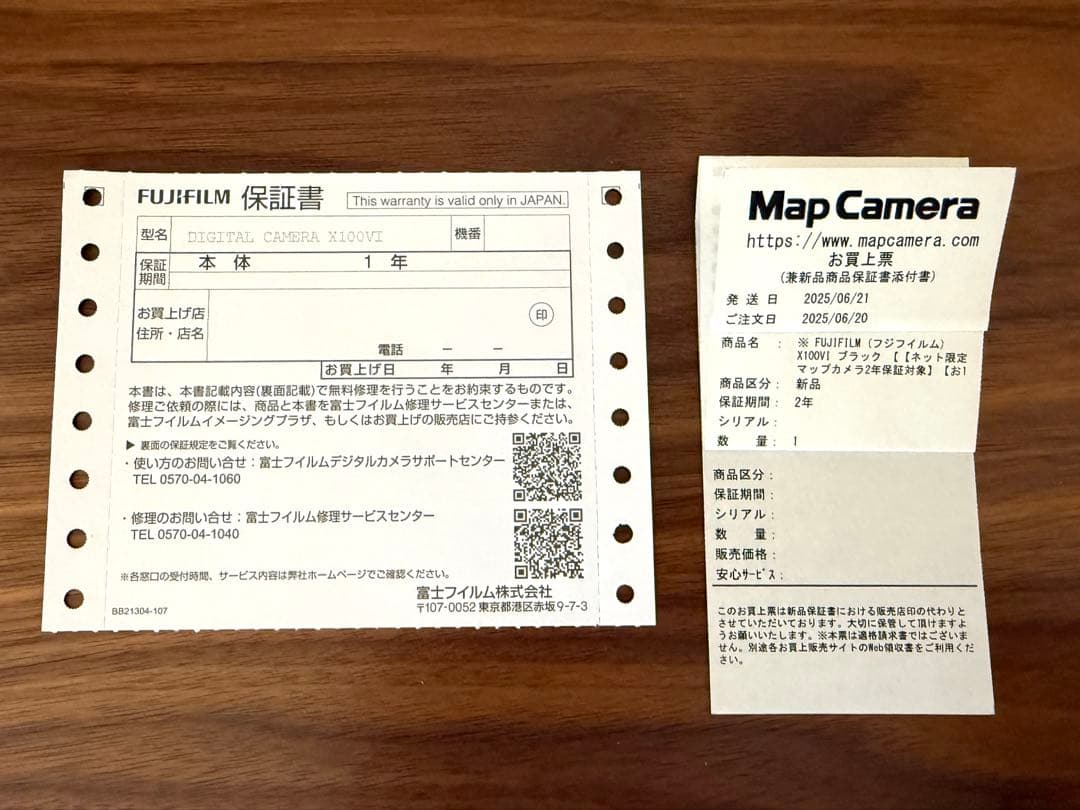 FUJIFILM 保証書 This warranty is valid only in JAPAN.
型名 DIGITAL CAMERA X100VI 機番
保証期間 本体 1年
お買上げ店
住所・店名 印
電話 － －
お買上げ日 年 月 日
本書は、本書記載内容(裏面記載)で無料修理を行うことをお約束するものです。
修理ご依頼の際には、商品と本書を富士フイルム修理サービスセンターまたは、
富士フイルムイメージングプラザ、もしくはお買上げの販売店にご持参ください。
▶ 裏面の保証規定をご覧ください。
・使い方のお問い合せ：富士フイルムデジタルカメラサポートセンター
TEL 0570-04-1060
・修理のお問い合せ：富士フイルム修理サービスセンター
TEL 0570-04-1040
※各窓口の受付時間、サービス内容は弊社ホームページでご確認ください。
富士フイルム株式会社
BB21304-107
〒107-0052 東京都港区赤坂9-7-3
Map Camera
https://www.mapcamera.com
お買上票
(兼新品商品保証書添付書)
発送日 2025/06/21
ご注文日 2025/06/20
商品名 ： ※ FUJIFILM (フジフイルム)
X100VI ブラック 【【ネット限定
マップカメラ2年保証対象】【お1
商品区分： 新品
保証期間： 2年
シリアル：
数 量： 1
商品区分：
保証期間：
シリアル：
数 量：
販売価格：
安心ｻｰﾋﾞｽ：
このお買上票は新品保証書における販売店印の代わりと
させていただいております。大切に保管して頂けますよ
うお願いいたします。※本票は適格請求書ではございま
せん。別途各お買上販売サイトのWeb領収書をご利用くだ
さい。